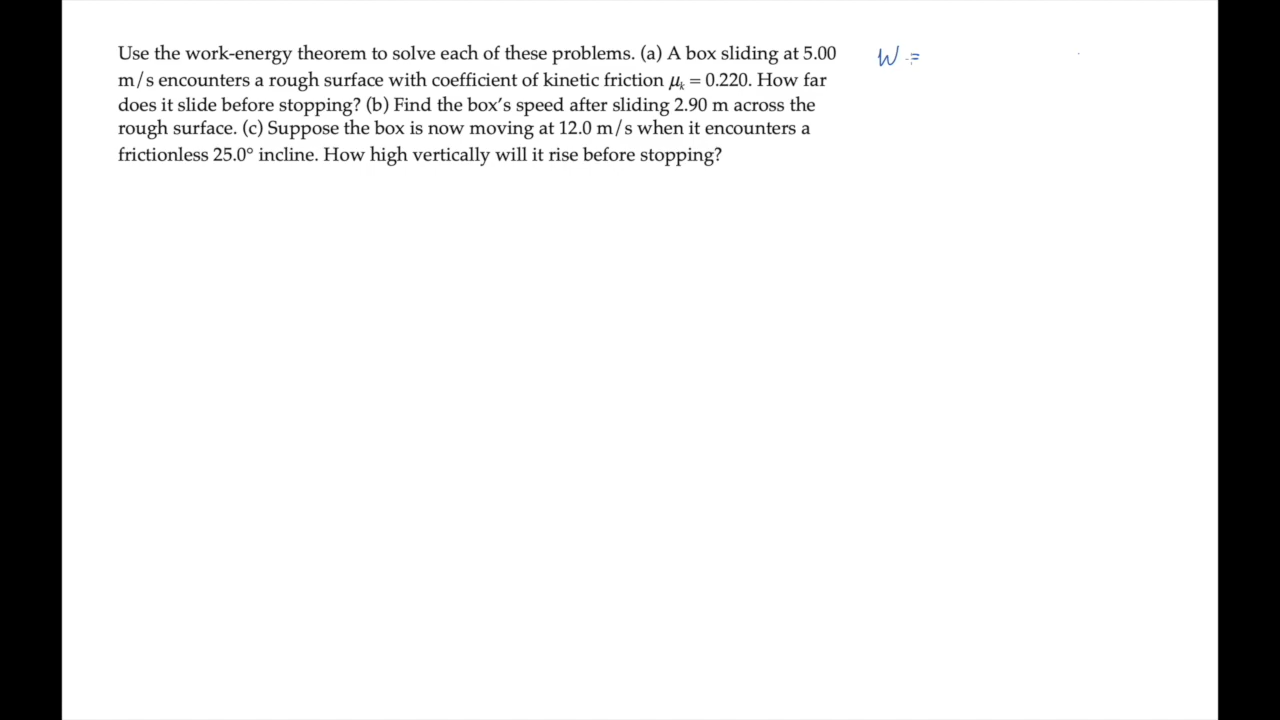 Use the work-energy theorem to solve each of these problems. (a) A box sliding at 5.00
m/s encounters a rough surface with coefficient of kinetic friction μk = 0.220. How far
does it slide before stopping? (b) Find the box's speed after sliding 2.90 m across the
rough surface. (c) Suppose the box is now moving at 12.0 m/s when it encounters a
frictionless 25.0° incline. How high vertically will it rise before stopping?
W =